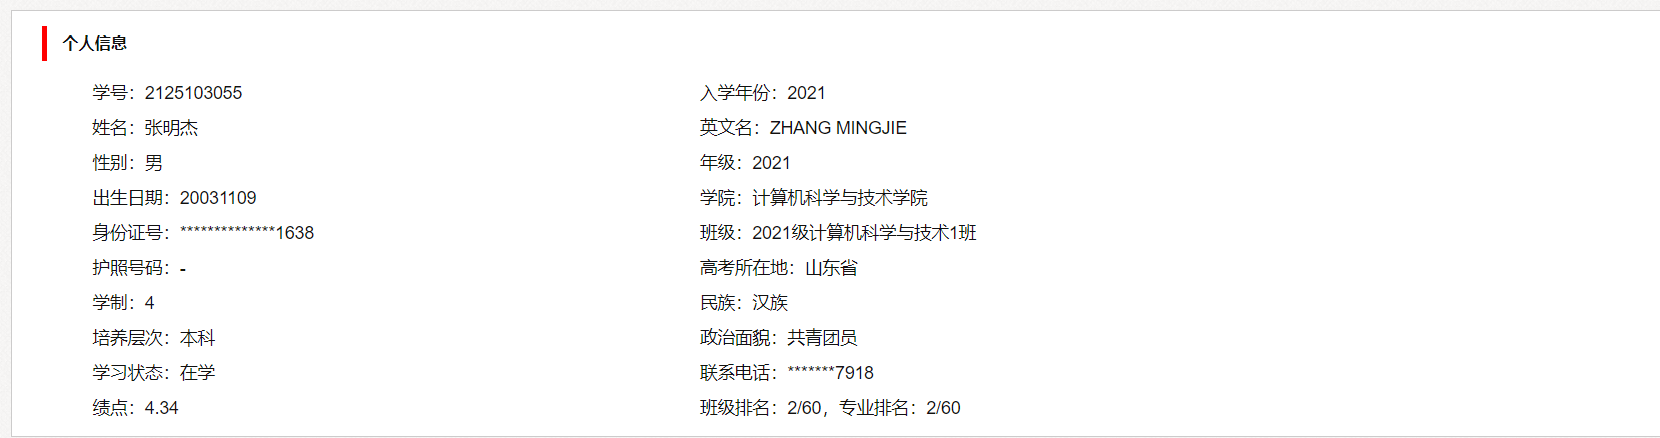 个人信息
学号：2125103055 入学年份：2021
姓名：张明杰 英文名：ZHANG MINGJIE
性别：男 年级：2021
出生日期：20031109 学院：计算机科学与技术学院
身份证号：**************1638 班级：2021级计算机科学与技术1班
护照号码：- 高考所在地：山东省
学制：4 民族：汉族
培养层次：本科 政治面貌：共青团员
学习状态：在学 联系电话：*******7918
绩点：4.34 班级排名：2/60，专业排名：2/60